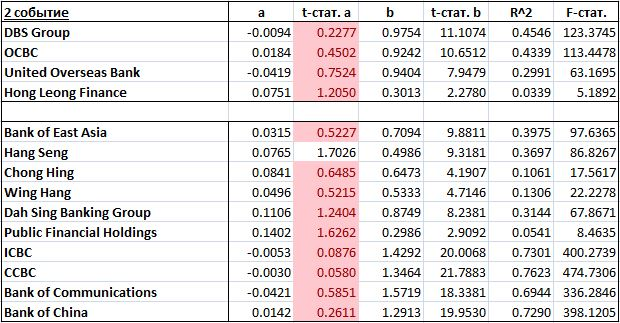 2 событие a t-стат. a b t-стат. b R^2 F-стат.
DBS Group -0.0094 0.2277 0.9754 11.1074 0.4546 123.3745
OCBC 0.0184 0.4502 0.9242 10.6512 0.4339 113.4478
United Overseas Bank -0.0419 0.7524 0.9404 7.9479 0.2991 63.1695
Hong Leong Finance 0.0751 1.2050 0.3013 2.2780 0.0339 5.1892
Bank of East Asia 0.0315 0.5227 0.7094 9.8811 0.3975 97.6365
Hang Seng 0.0765 1.7026 0.4986 9.3181 0.3697 86.8267
Chong Hing 0.0841 0.6485 0.6473 4.1907 0.1061 17.5617
Wing Hang 0.0496 0.5215 0.5333 4.7146 0.1306 22.2278
Dah Sing Banking Group 0.1106 1.2404 0.8749 8.2381 0.3144 67.8671
Public Financial Holdings 0.1402 1.6262 0.2986 2.9092 0.0541 8.4635
ICBC -0.0053 0.0876 1.4292 20.0068 0.7301 400.2739
CCBC -0.0030 0.0580 1.3464 21.7883 0.7623 474.7306
Bank of Communications -0.0421 0.5851 1.5719 18.3381 0.6944 336.2846
Bank of China 0.0142 0.2611 1.2913 19.9530 0.7290 398.1205